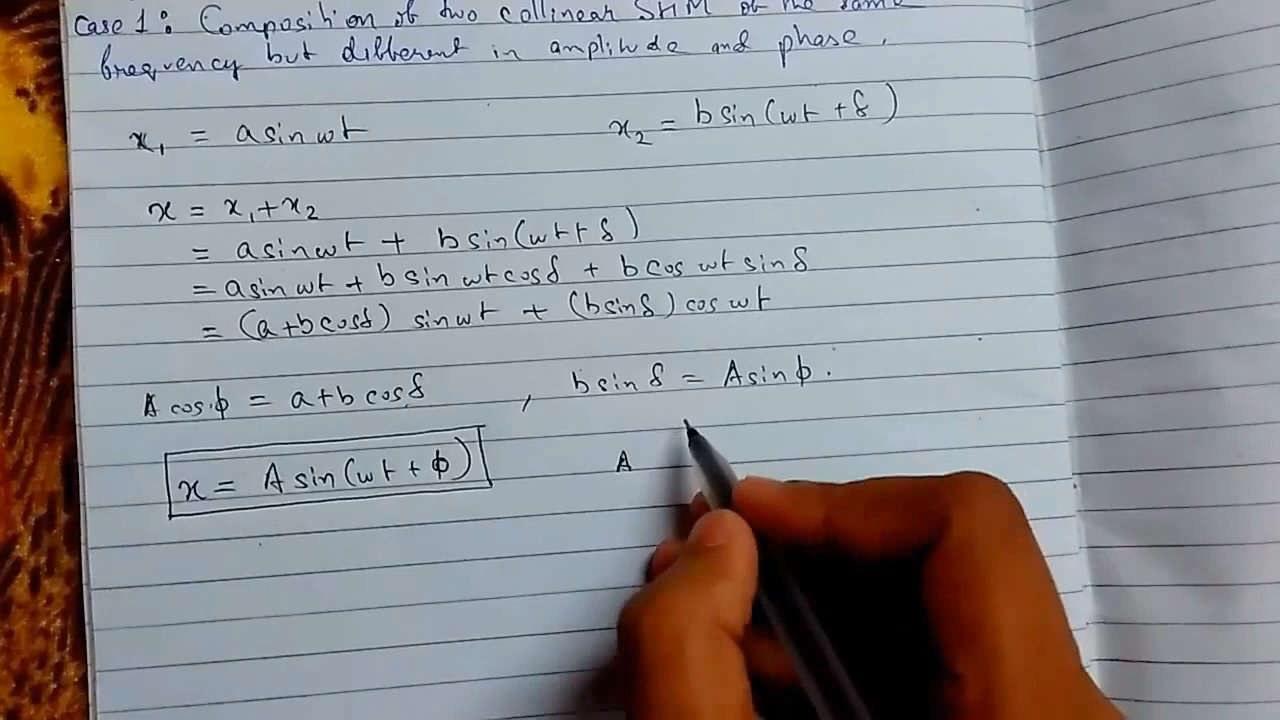 Case 1: Composition of two collinear SHM of the same
frequency but different in amplitude and phase.
x₁ = a sin ωt
x₂ = b sin(ωt + δ)
x = x₁ + x₂
= a sin ωt + b sin(ωt + δ)
= a sin ωt + b sin ωt cos δ + b cos ωt sin δ
= (a + b cos δ) sin ωt + (b sin δ) cos ωt
A cos ϕ = a + b cos δ , b sin δ = A sin ϕ.
x = A sin(ωt + ϕ)
A